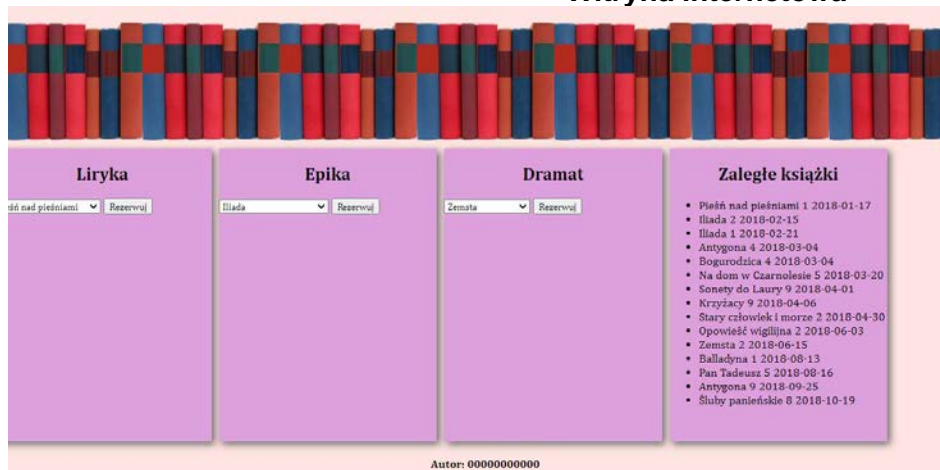 Liryka
pieśniami
Rezerwuj
Epika
Iliada
Rezerwuj
Dramat
Zemsta
Rezerwuj
Zaległe książki
Pieśń nad pieśniami 1 2018-01-17
Iliada 2 2018-02-15
Iliada 1 2018-02-21
Antygona 4 2018-03-04
Bogurodzica 4 2018-03-04
Na dom w Czarnolesie 5 2018-03-20
Sonety do Laury 9 2018-04-01
Krzyżacy 9 2018-04-06
Stary człowiek i morze 2 2018-04-30
Opowieść wigilijna 2 2018-06-03
Zemsta 2 2018-06-15
Balladyna 1 2018-08-13
Pan Tadeusz 5 2018-08-16
Antygona 9 2018-09-25
Śluby panieńskie 8 2018-10-19
Autor: 00000000000